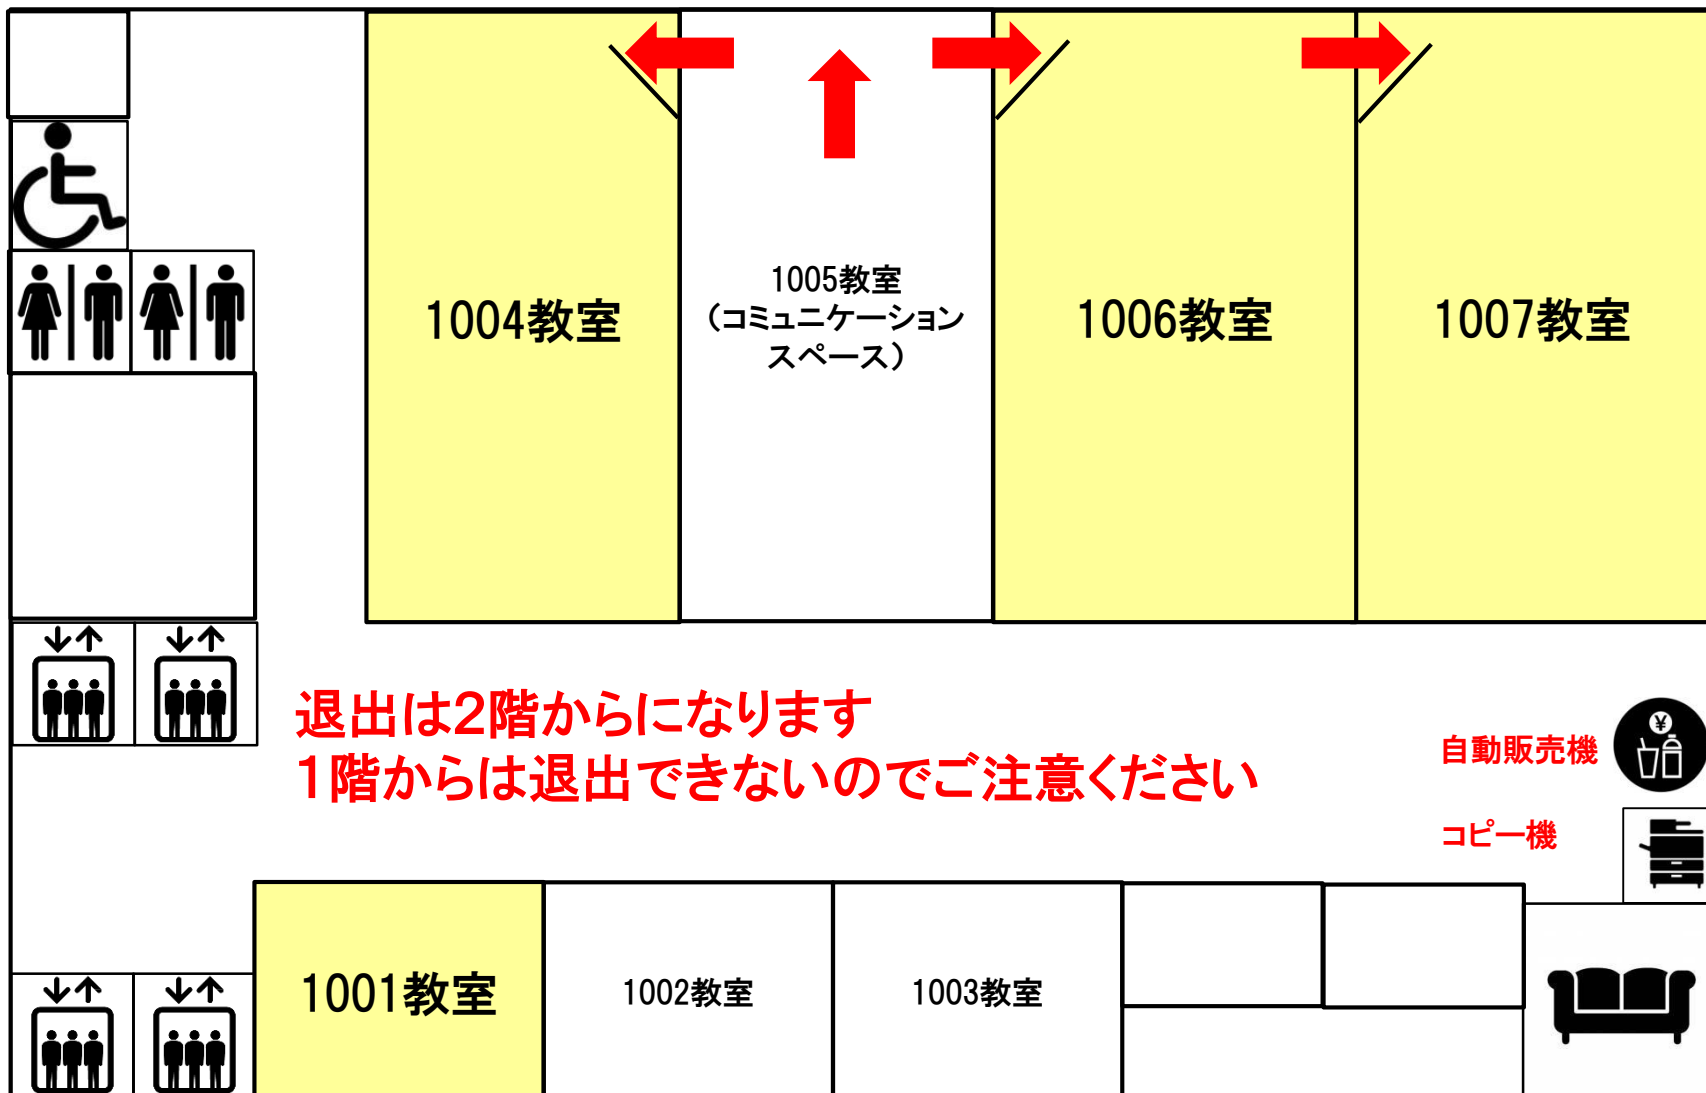 1004教室
1005教室
（コミュニケーション
スペース）
1006教室
1007教室
退出は2階からになります
1階からは退出できないのでご注意ください
自動販売機
¥
コピー機
1001教室
1002教室
1003教室